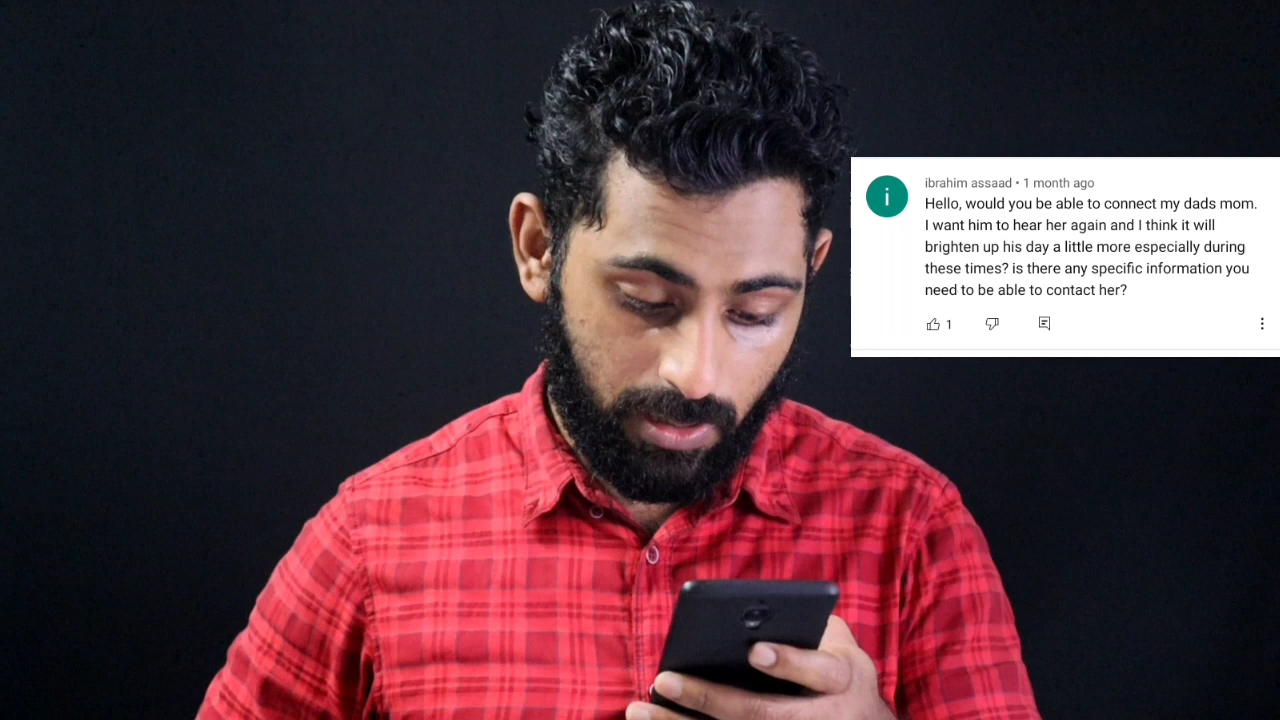 i
ibrahim assaad • 1 month ago
Hello, would you be able to connect my dads mom.
I want him to hear her again and I think it will
brighten up his day a little more especially during
these times? is there any specific information you
need to be able to contact her?
1